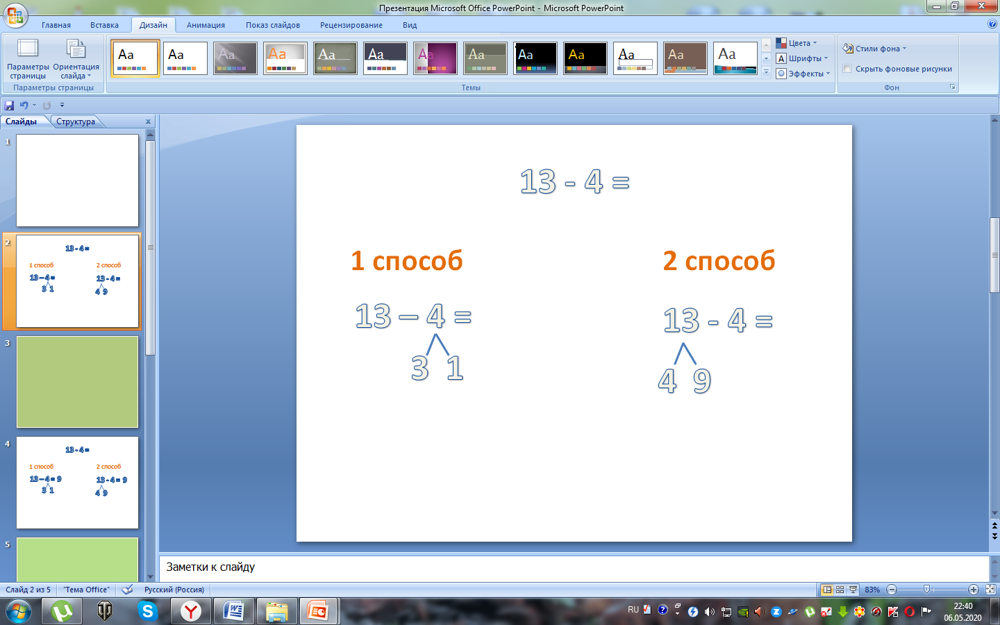 Презентация Microsoft Office PowerPoint - Microsoft PowerPoint
Главная Вставка Дизайн Анимация Показ слайдов Рецензирование Вид
Параметры страницы
Ориентация слайда
Параметры страницы
Aa Aa Aa Aa Aa Aa Aa Aa Aa Aa Aa Aa Aa
Темы
Цвета
A Шрифты
Эффекты
Стили фона
Скрыть фоновые рисунки
Фон
Слайды Структура
1
2
13 - 4 =
1 способ 2 способ
13 – 4 = 13 - 4 =
3 1 4 9
3
4
13 - 4 =
1 способ 2 способ
13 – 4 = 9 13 - 4 = 9
3 1 4 9
5
13 - 4 =
1 способ 2 способ
13 – 4 = 13 - 4 =
3 1 4 9
Заметки к слайду
Слайд 2 из 5 "Тема Office" Русский (Россия) 83%
RU 22:40
06.05.2020